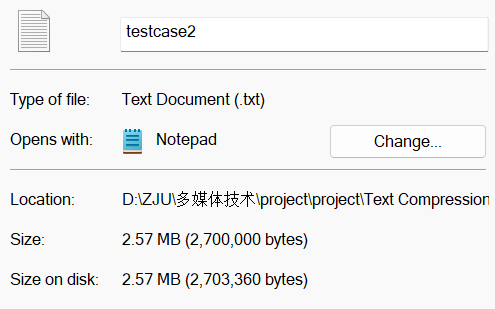 testcase2
Type of file: Text Document (.txt)
Opens with: Notepad Change...
Location: D:\ZJU\多媒体技术\project\project\Text Compression
Size: 2.57 MB (2,700,000 bytes)
Size on disk: 2.57 MB (2,703,360 bytes)